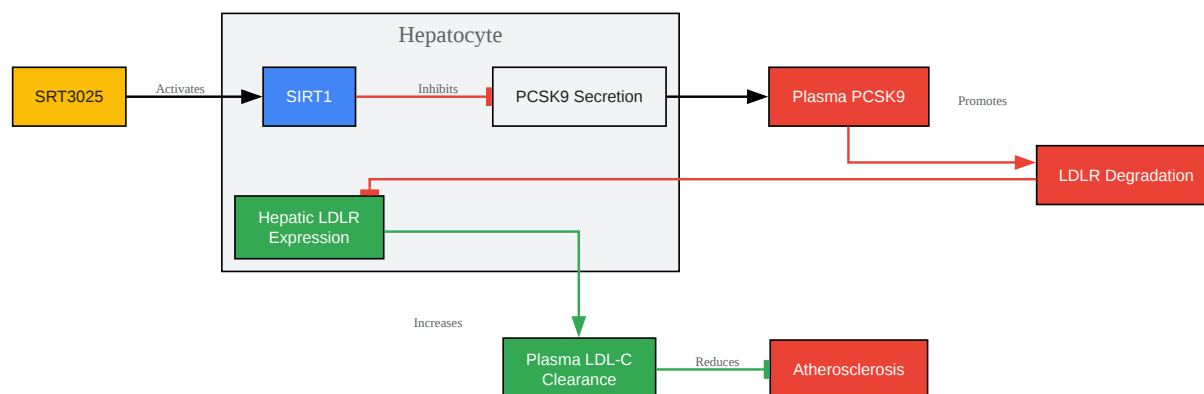 Hepatocyte
SRT3025
Activates
SIRT1
Inhibits
PCSK9 Secretion
Plasma PCSK9
Promotes
LDLR Degradation
Hepatic LDLR
Expression
Increases
Plasma LDL-C
Clearance
Reduces
Atherosclerosis